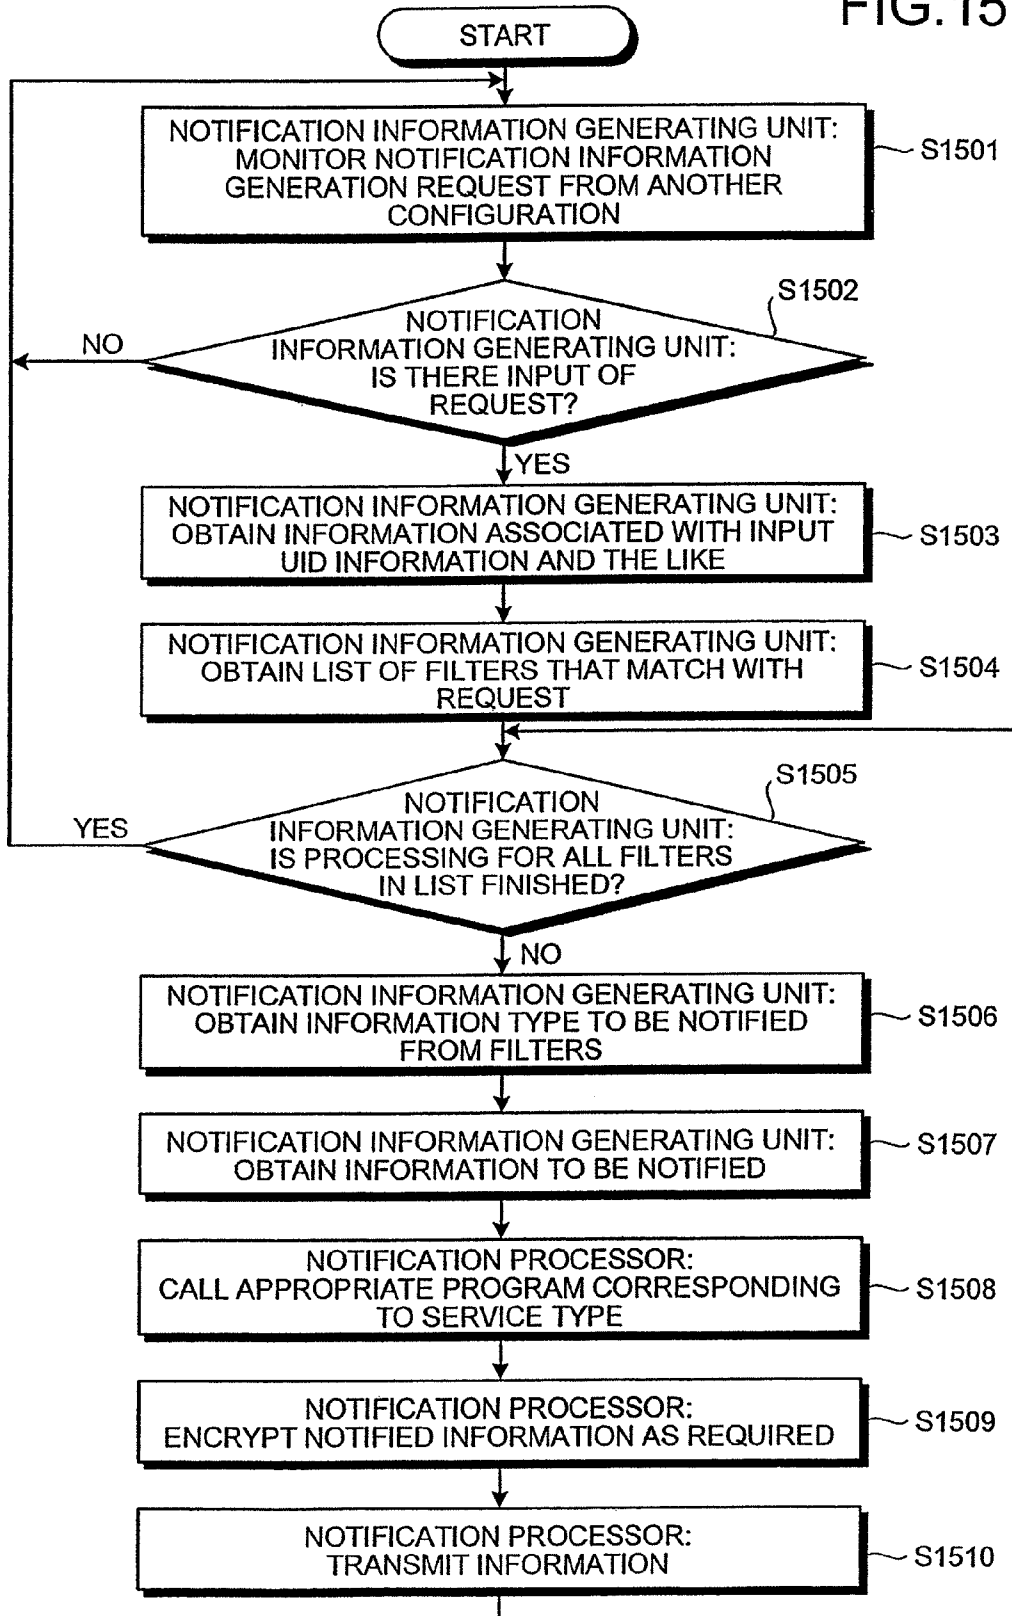 FIG. 15
START
NOTIFICATION INFORMATION GENERATING UNIT:
MONITOR NOTIFICATION INFORMATION
GENERATION REQUEST FROM ANOTHER
CONFIGURATION
S1501
S1502
NOTIFICATION
INFORMATION GENERATING UNIT:
IS THERE INPUT OF
REQUEST?
NO
YES
NOTIFICATION INFORMATION GENERATING UNIT:
OBTAIN INFORMATION ASSOCIATED WITH INPUT
UID INFORMATION AND THE LIKE
S1503
NOTIFICATION INFORMATION GENERATING UNIT:
OBTAIN LIST OF FILTERS THAT MATCH WITH
REQUEST
S1504
S1505
NOTIFICATION
INFORMATION GENERATING UNIT:
IS PROCESSING FOR ALL FILTERS
IN LIST FINISHED?
YES
NO
NOTIFICATION INFORMATION GENERATING UNIT:
OBTAIN INFORMATION TYPE TO BE NOTIFIED
FROM FILTERS
S1506
NOTIFICATION INFORMATION GENERATING UNIT:
OBTAIN INFORMATION TO BE NOTIFIED
S1507
NOTIFICATION PROCESSOR:
CALL APPROPRIATE PROGRAM CORRESPONDING
TO SERVICE TYPE
S1508
NOTIFICATION PROCESSOR:
ENCRYPT NOTIFIED INFORMATION AS REQUIRED
S1509
NOTIFICATION PROCESSOR:
TRANSMIT INFORMATION
S1510